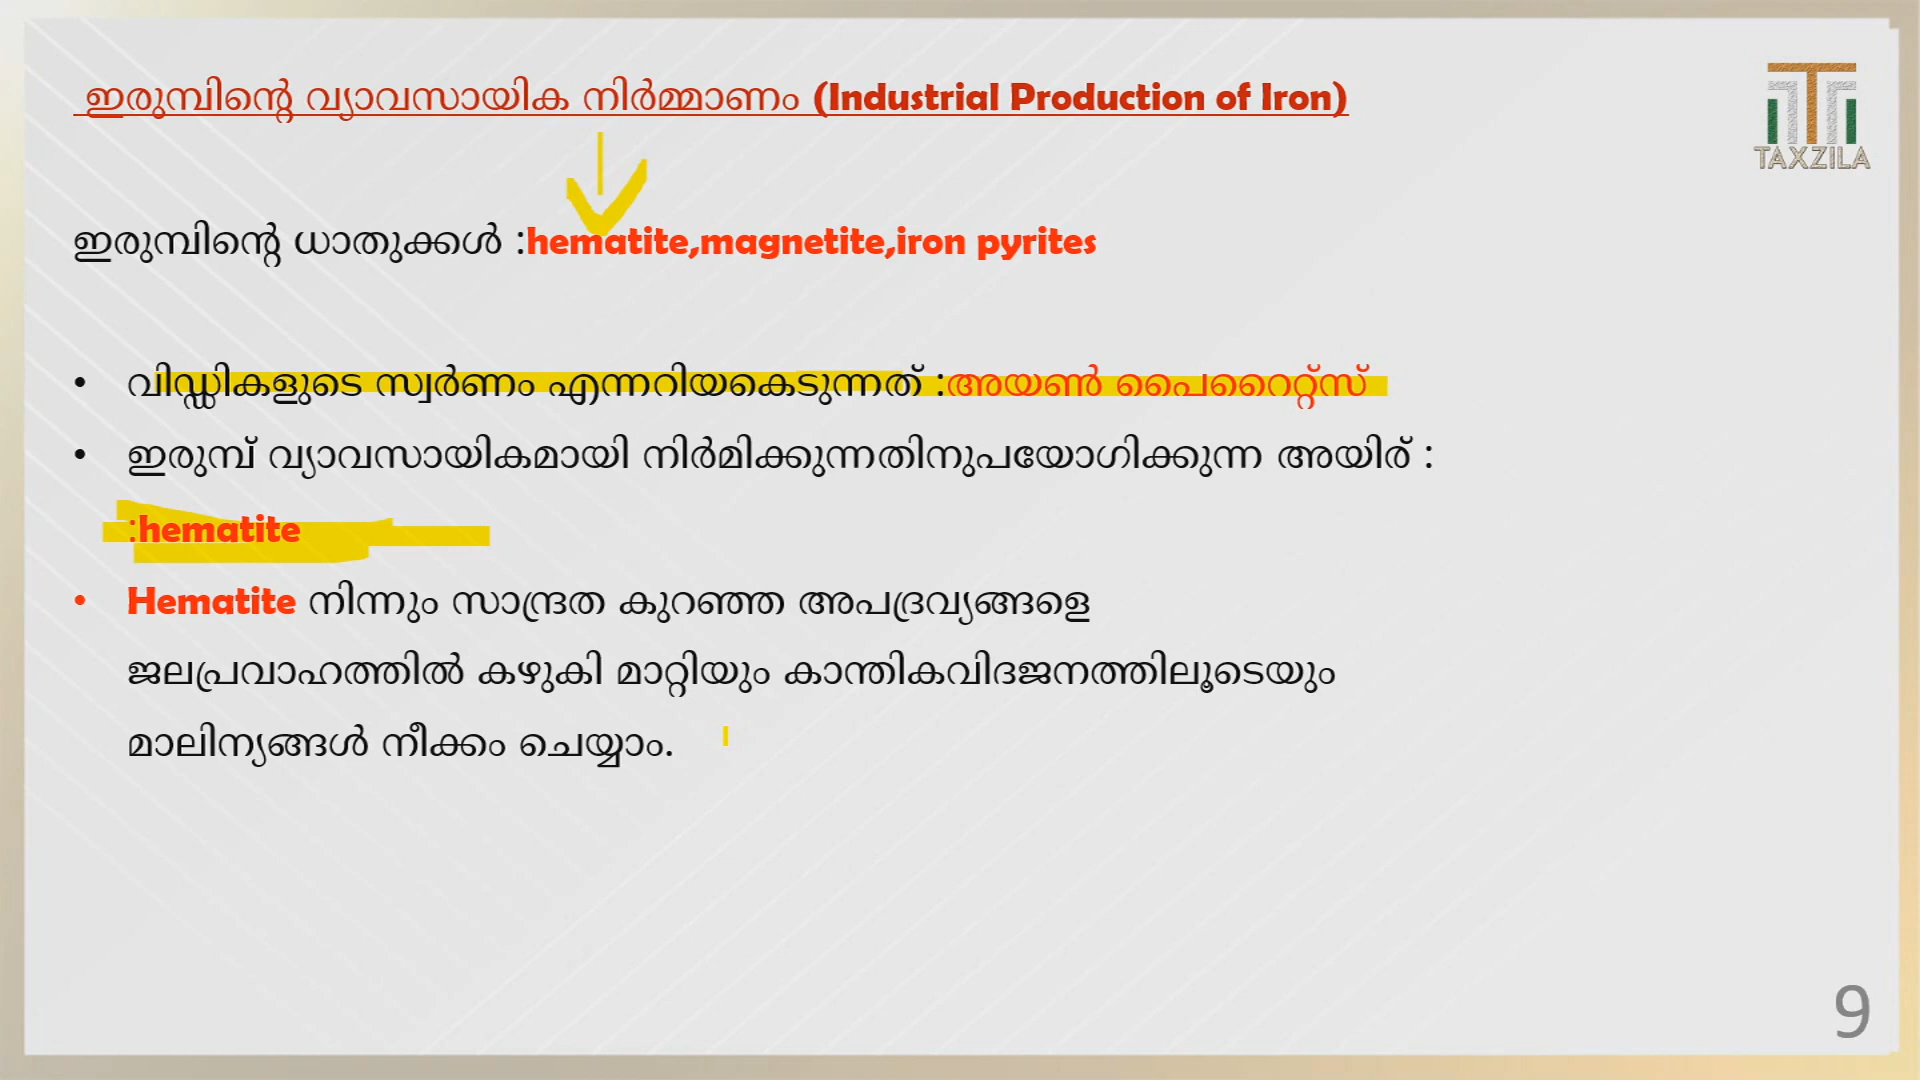 ഇരുമ്പിന്റെ വ്യാവസായിക നിർമ്മാണം (Industrial Production of Iron)
TAXZILA
ഇരുമ്പിന്റെ ധാതുക്കൾ :hematite,magnetite,iron pyrites
• വിഡ്ഡികളുടെ സ്വർണം എന്നറിയകെടുന്നത് :അയൺ പൈറൈറ്റ്സ്
• ഇരുമ്പ് വ്യാവസായികമായി നിർമിക്കുന്നതിനുപയോഗിക്കുന്ന അയിര് :
:hematite
• Hematite നിന്നും സാന്ദ്രത കുറഞ്ഞ അപദ്രവ്യങ്ങളെ
ജലപ്രവാഹത്തിൽ കഴുകി മാറ്റിയും കാന്തികവിദജനത്തിലൂടെയും
മാലിന്യങ്ങൾ നീക്കം ചെയ്യാം.
9